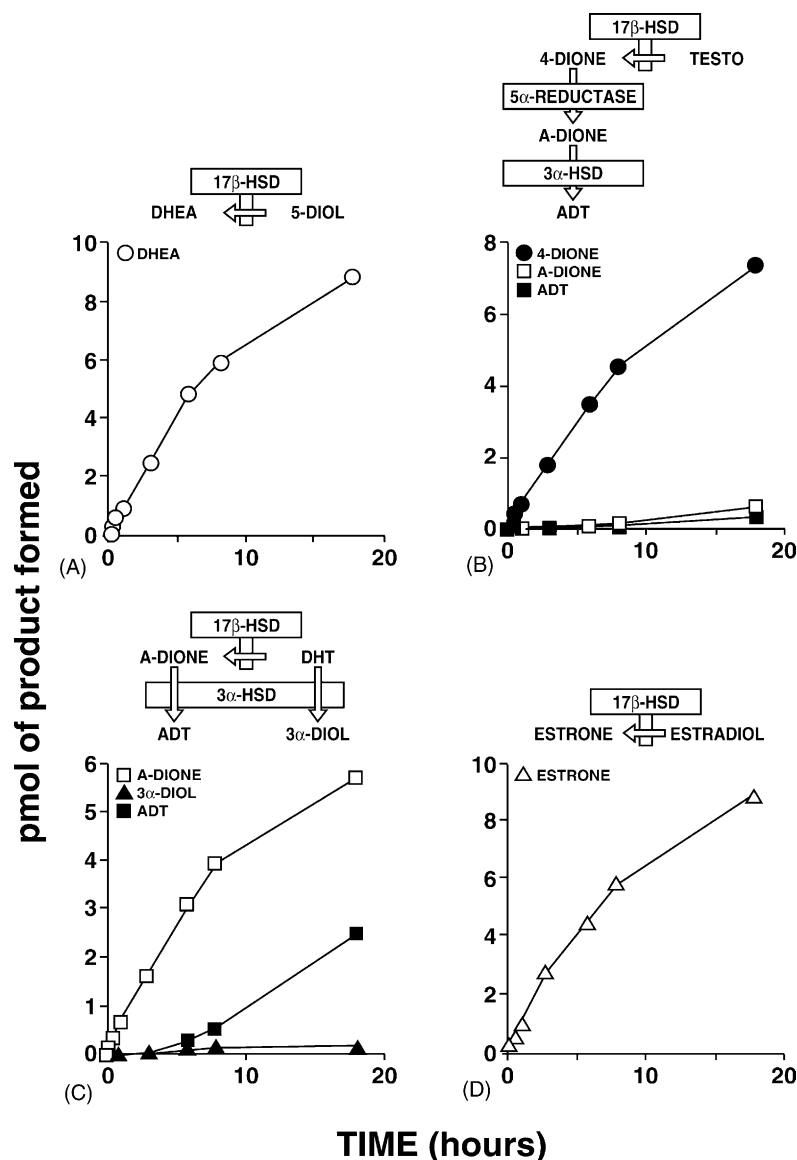 17β-HSD
DHEA 5-DIOL
10
8
6
4
2
0
DHEA
0 10 20
(A)
17β-HSD
4-DIONE TESTO
5α-REDUCTASE
A-DIONE
3α-HSD
ADT
8
6
4
2
0
4-DIONE
A-DIONE
ADT
0 10 20
(B)
pmol of product formed
17β-HSD
A-DIONE DHT
3α-HSD
ADT 3α-DIOL
6
5
4
3
2
1
0
A-DIONE
3α-DIOL
ADT
0 10 20
(C)
17β-HSD
ESTRONE ESTRADIOL
10
8
6
4
2
0
ESTRONE
0 10 20
(D)
TIME (hours)